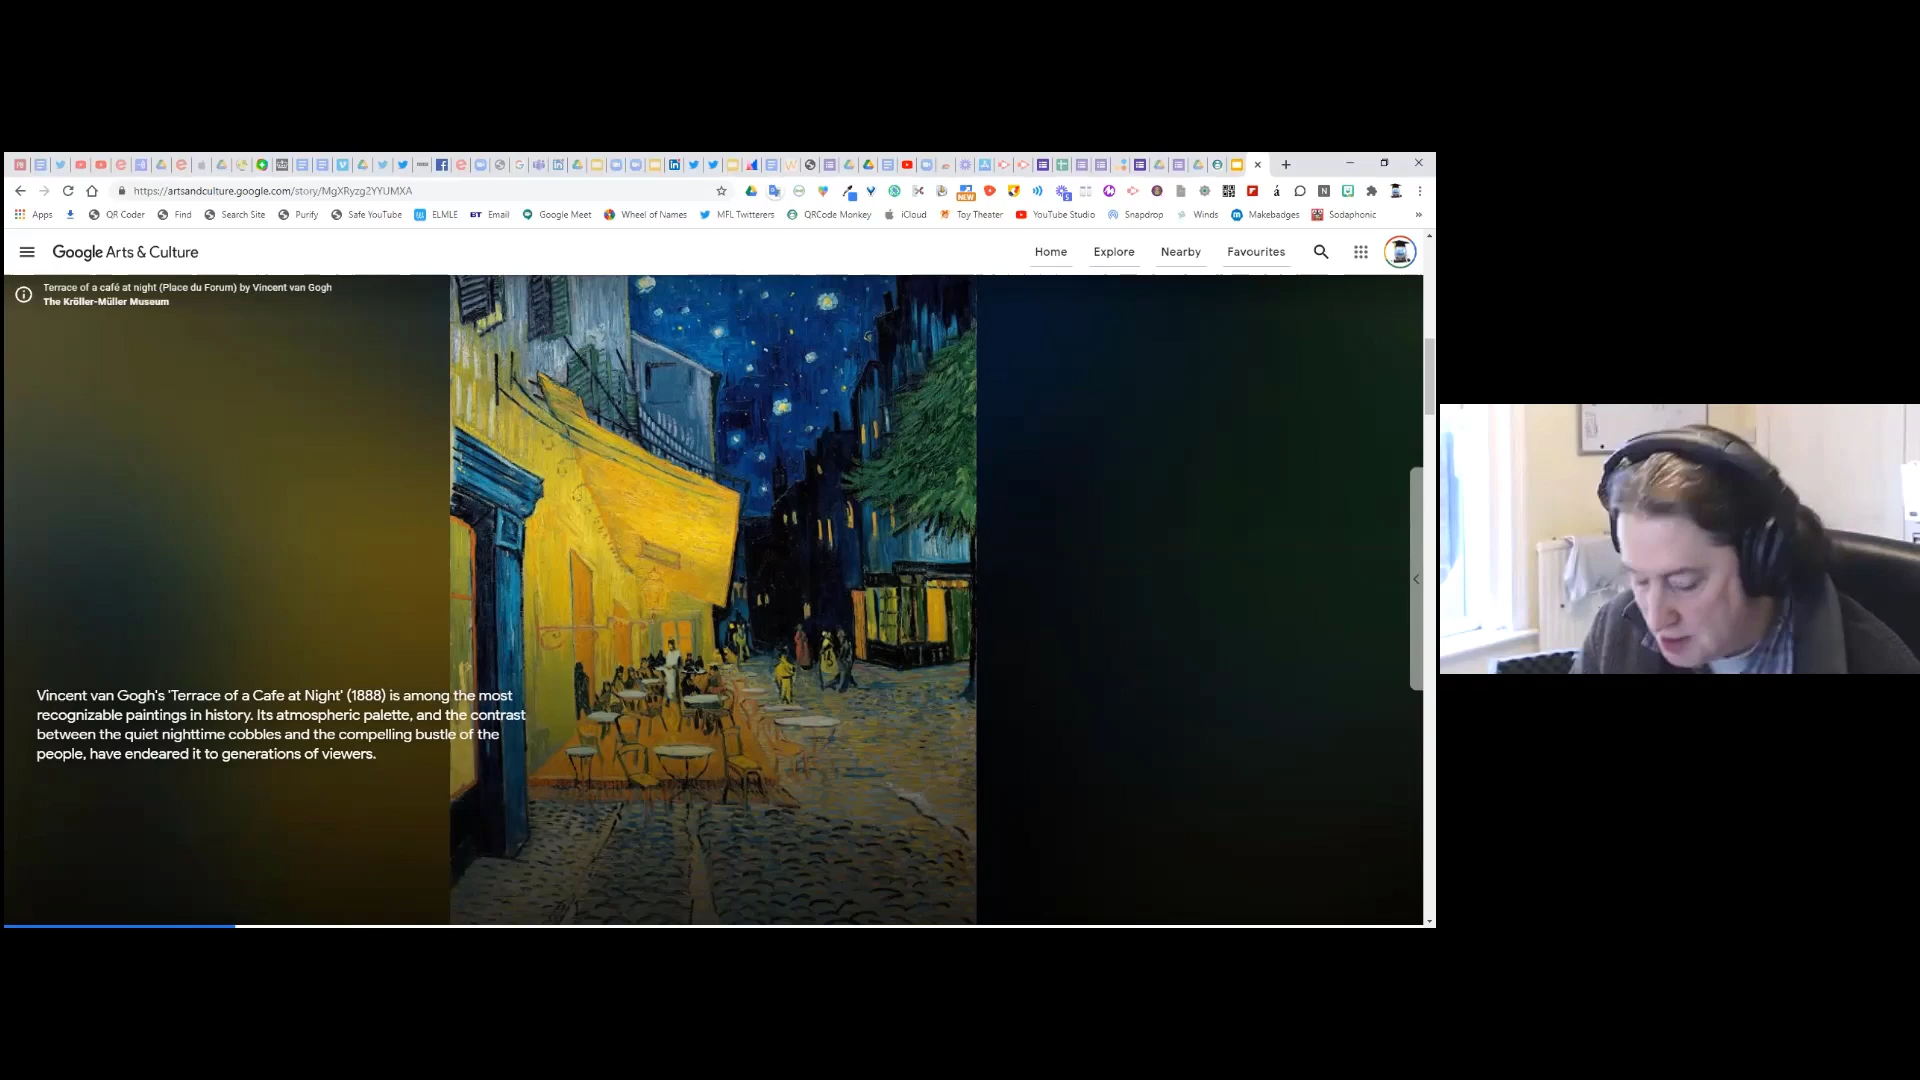 https://artsandculture.google.com/story/MgXRyzg2YYUMXA
NEW
5
Apps
QR Coder
Find
Search Site
Purify
Safe YouTube
ELMLE
BT Email
Google Meet
Wheel of Names
MFL Twitterers
QRCode Monkey
iCloud
Toy Theater
YouTube Studio
Snapdrop
Winds
Makebadges
Sodaphonic
Google Arts & Culture
Home
Explore
Nearby
Favourites
Terrace of a café at night (Place du Forum) by Vincent van Gogh
The Kröller-Müller Museum
Vincent van Gogh's 'Terrace of a Cafe at Night' (1888) is among the most
recognizable paintings in history. Its atmospheric palette, and the contrast
between the quiet nighttime cobbles and the compelling bustle of the
people, have endeared it to generations of viewers.